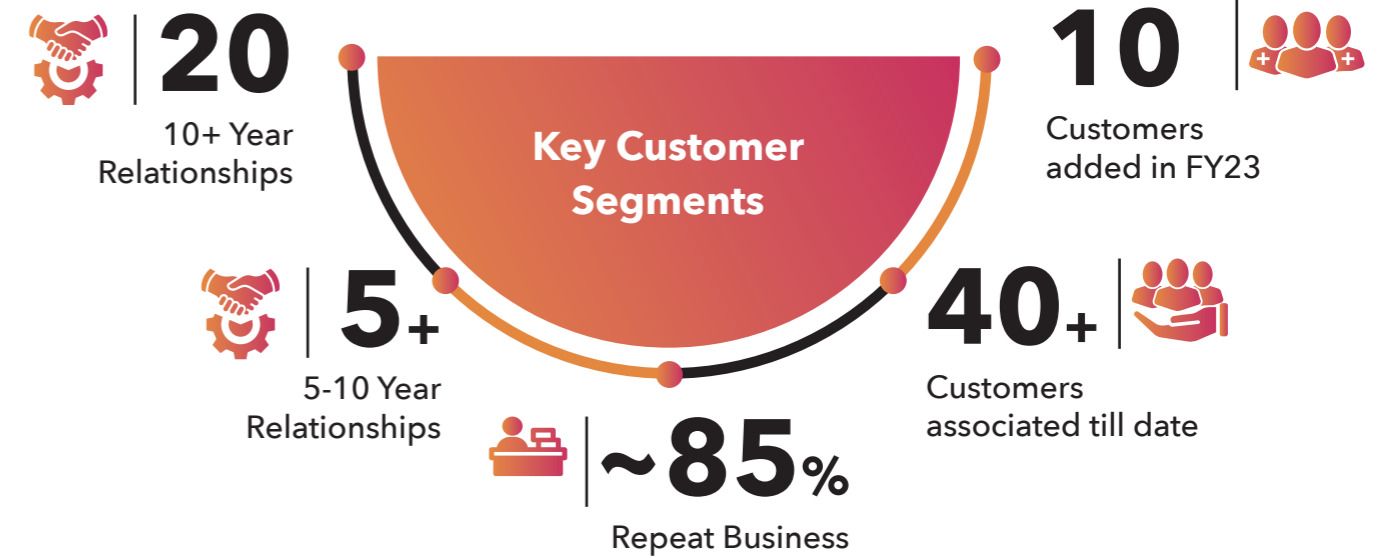 Key Customer
Segments
20
10+ Year
Relationships
5+
5-10 Year
Relationships
~85%
Repeat Business
40+
Customers
associated till date
10
Customers
added in FY23